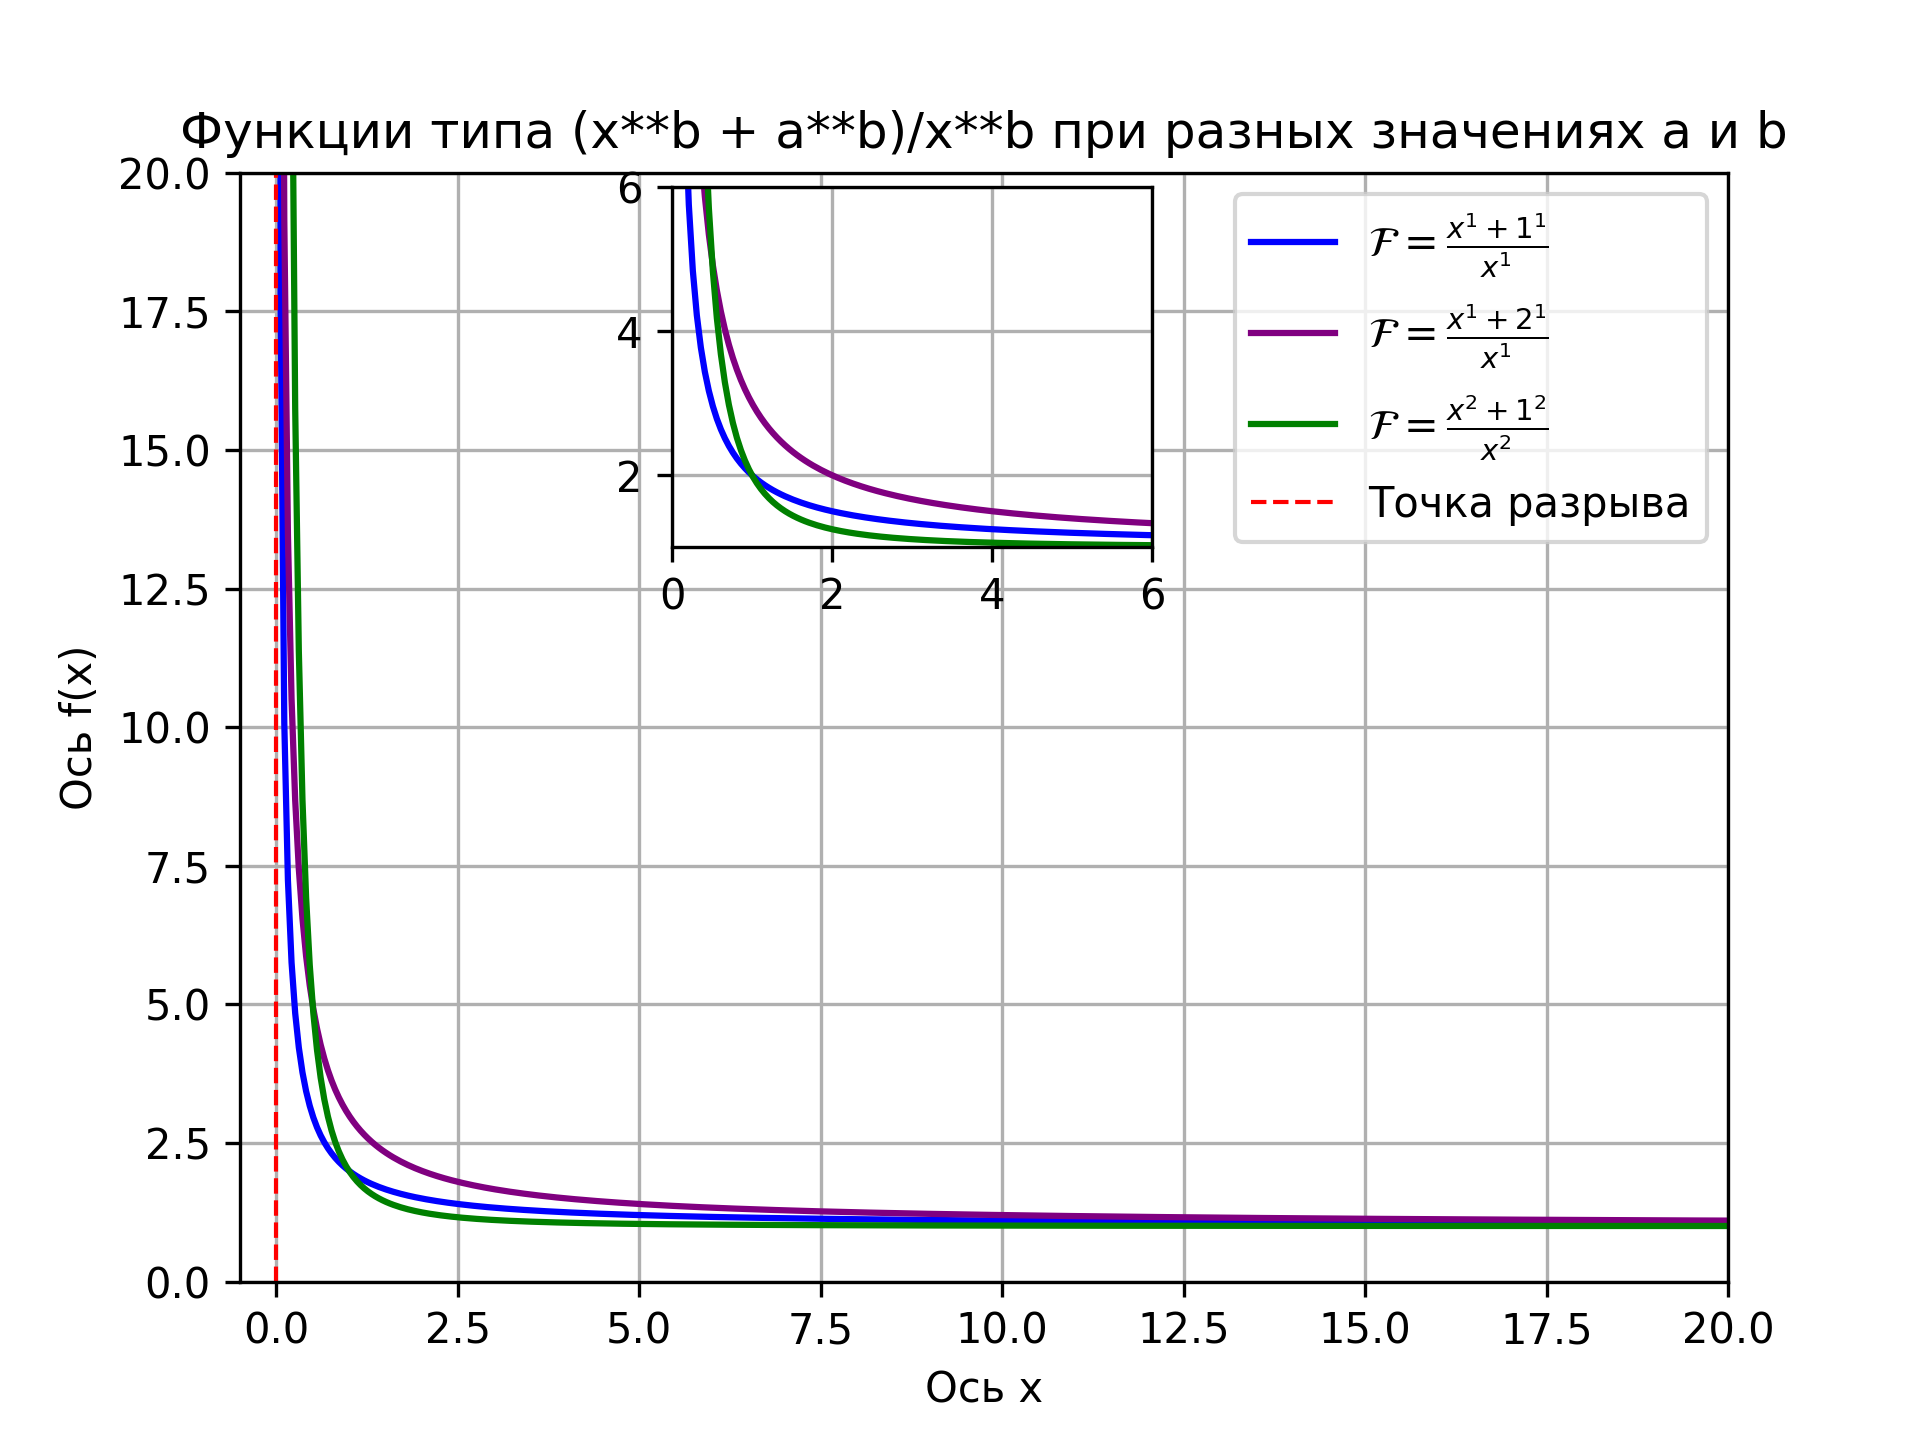 Функции типа (x**b + a**b)/x**b при разных значениях a и b
20.0
17.5
15.0
12.5
10.0
7.5
5.0
2.5
0.0
Ось f(x)
6
4
2
0 2 4 6
ℱ = (x¹ + 1¹)/x¹
ℱ = (x¹ + 2¹)/x¹
ℱ = (x² + 1²)/x²
Точка разрыва
0.0 2.5 5.0 7.5 10.0 12.5 15.0 17.5 20.0
Ось x